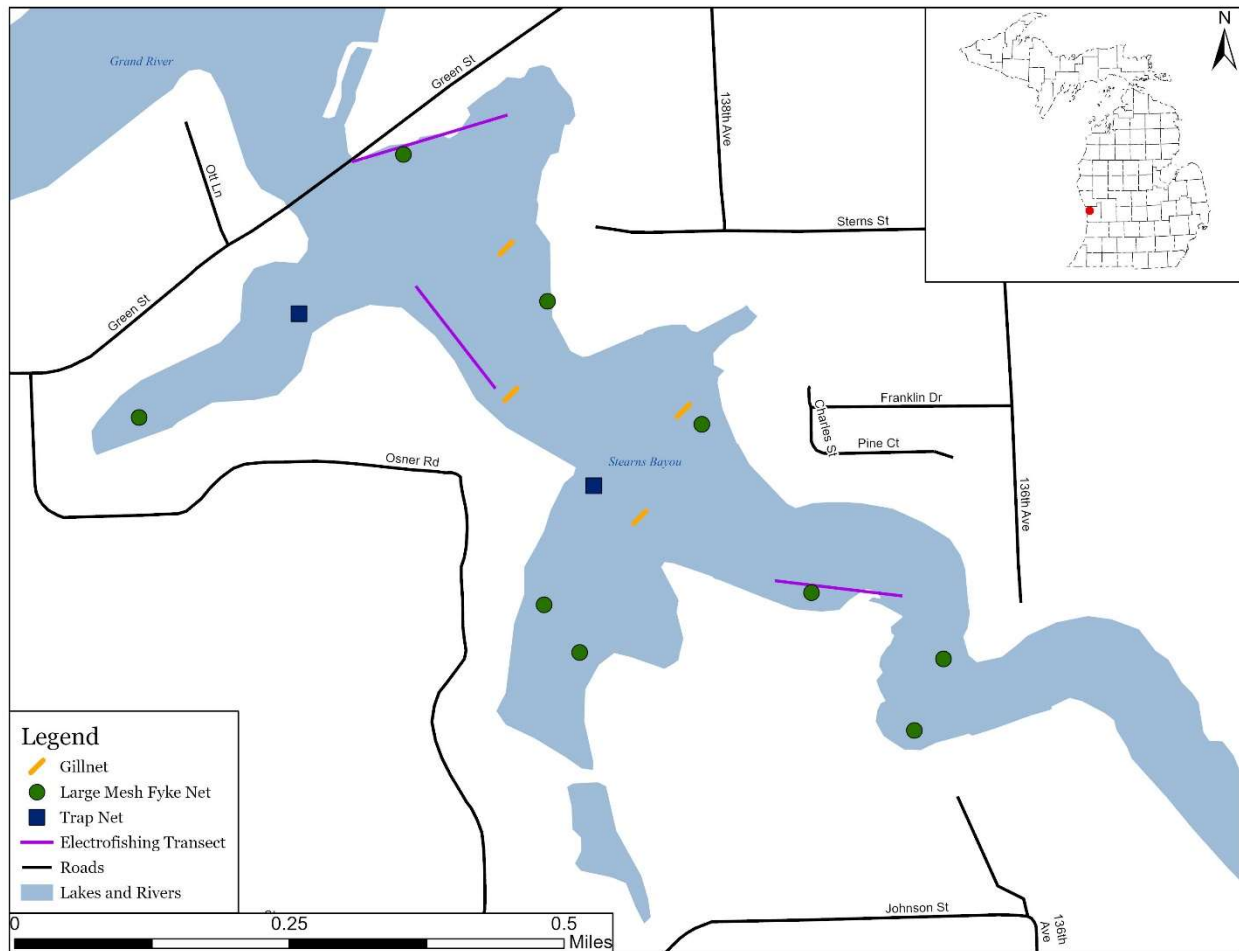 Grand River
Green St
138th Ave
N
Ott Ln
Sterns St
Green St
Franklin Dr
Charles St
Pine Ct
Osner Rd
Stearns Bayou
136th Ave
Legend
Gillnet
Large Mesh Fyke Net
Trap Net
Electrofishing Transect
Roads
Lakes and Rivers
Johnson St
136th Ave
0 0.25 0.5 Miles